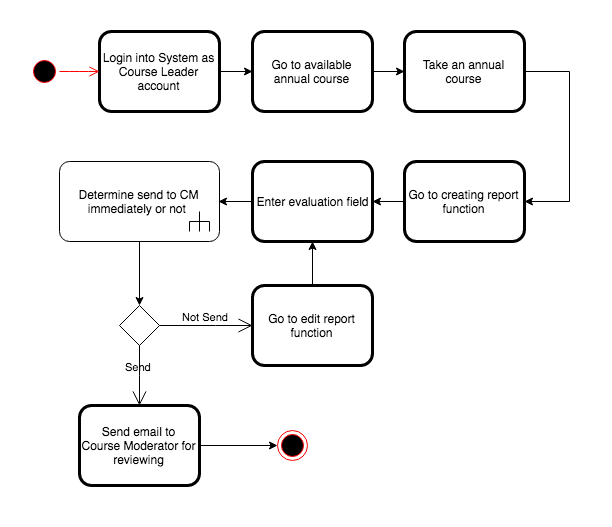 Login into System as
Course Leader
account
Go to available
annual course
Take an annual
course
Determine send to CM
immediately or not
Enter evaluation field
Go to creating report
function
Not Send
Go to edit report
function
Send
Send email to
Course Moderator for
reviewing